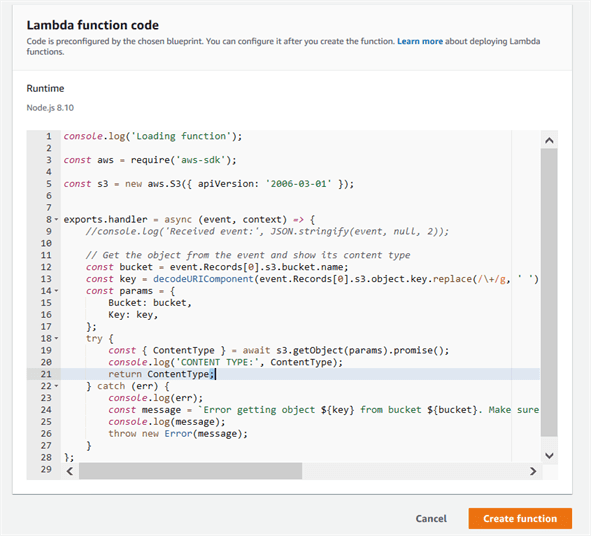 Lambda function code
Code is preconfigured by the chosen blueprint. You can configure it after you create the function. Learn more about deploying Lambda
functions.
Runtime
Node.js 8.10
1 console.log('Loading function');
2
3 const aws = require('aws-sdk');
4
5 const s3 = new aws.S3({ apiVersion: '2006-03-01' });
6
7
8 exports.handler = async (event, context) => {
9     //console.log('Received event:', JSON.stringify(event, null, 2));
10
11     // Get the object from the event and show its content type
12     const bucket = event.Records[0].s3.bucket.name;
13     const key = decodeURIComponent(event.Records[0].s3.object.key.replace(/\+/g, ' ')
14     const params = {
15         Bucket: bucket,
16         Key: key,
17     };
18     try {
19         const { ContentType } = await s3.getObject(params).promise();
20         console.log('CONTENT TYPE:', ContentType);
21         return ContentType;
22     } catch (err) {
23         console.log(err);
24         const message = `Error getting object ${key} from bucket ${bucket}. Make sure
25         console.log(message);
26         throw new Error(message);
27     }
28 };
29
Cancel
Create function